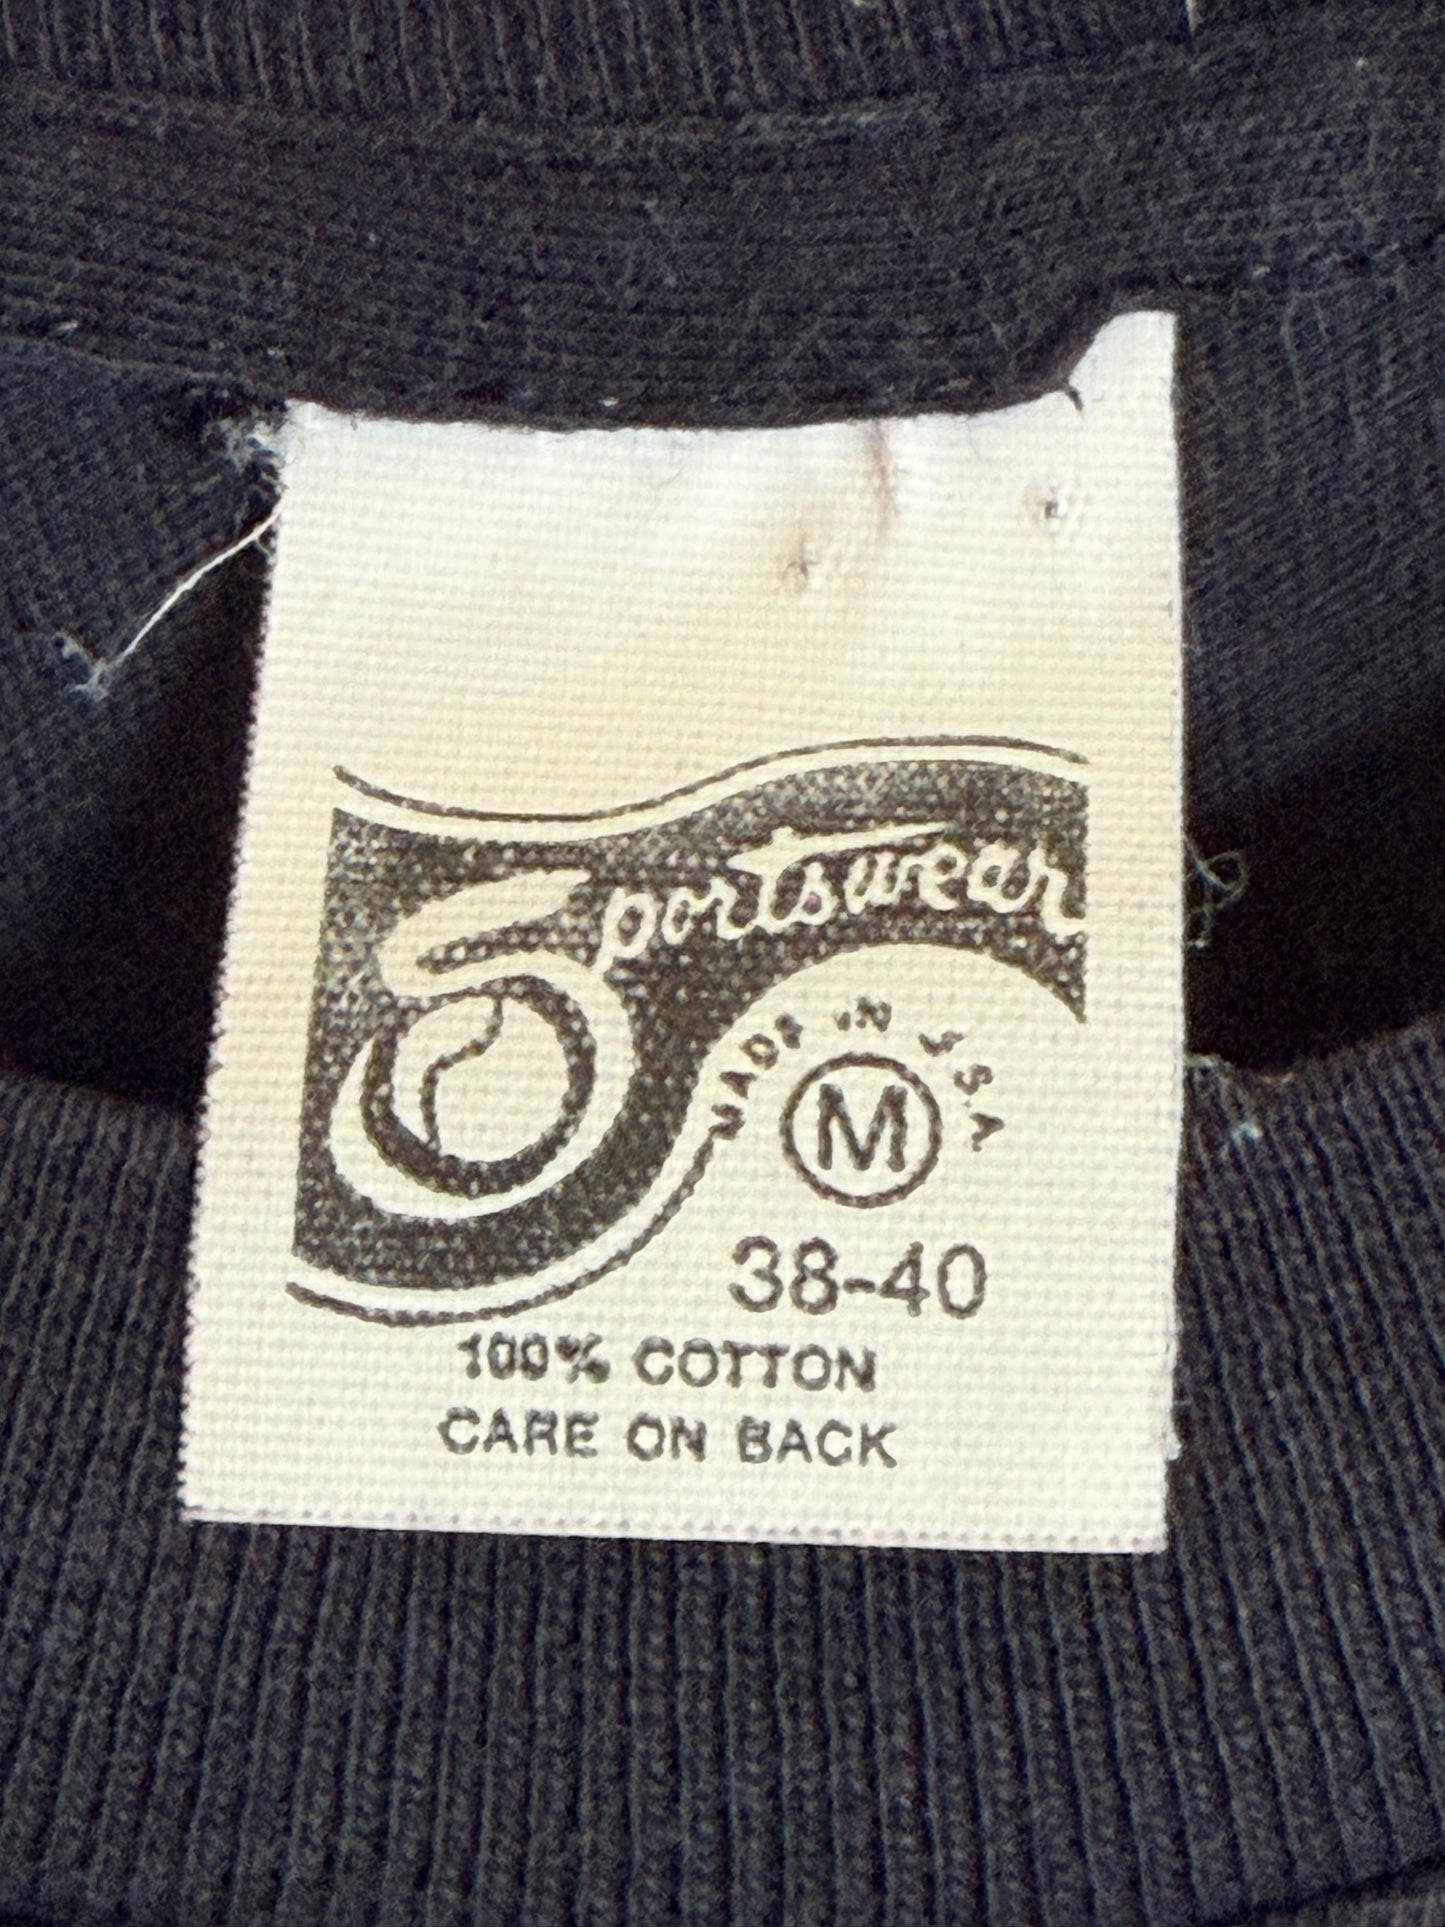 Sportswear
MADE IN U.S.A.
M
38-40
100% COTTON
CARE ON BACK